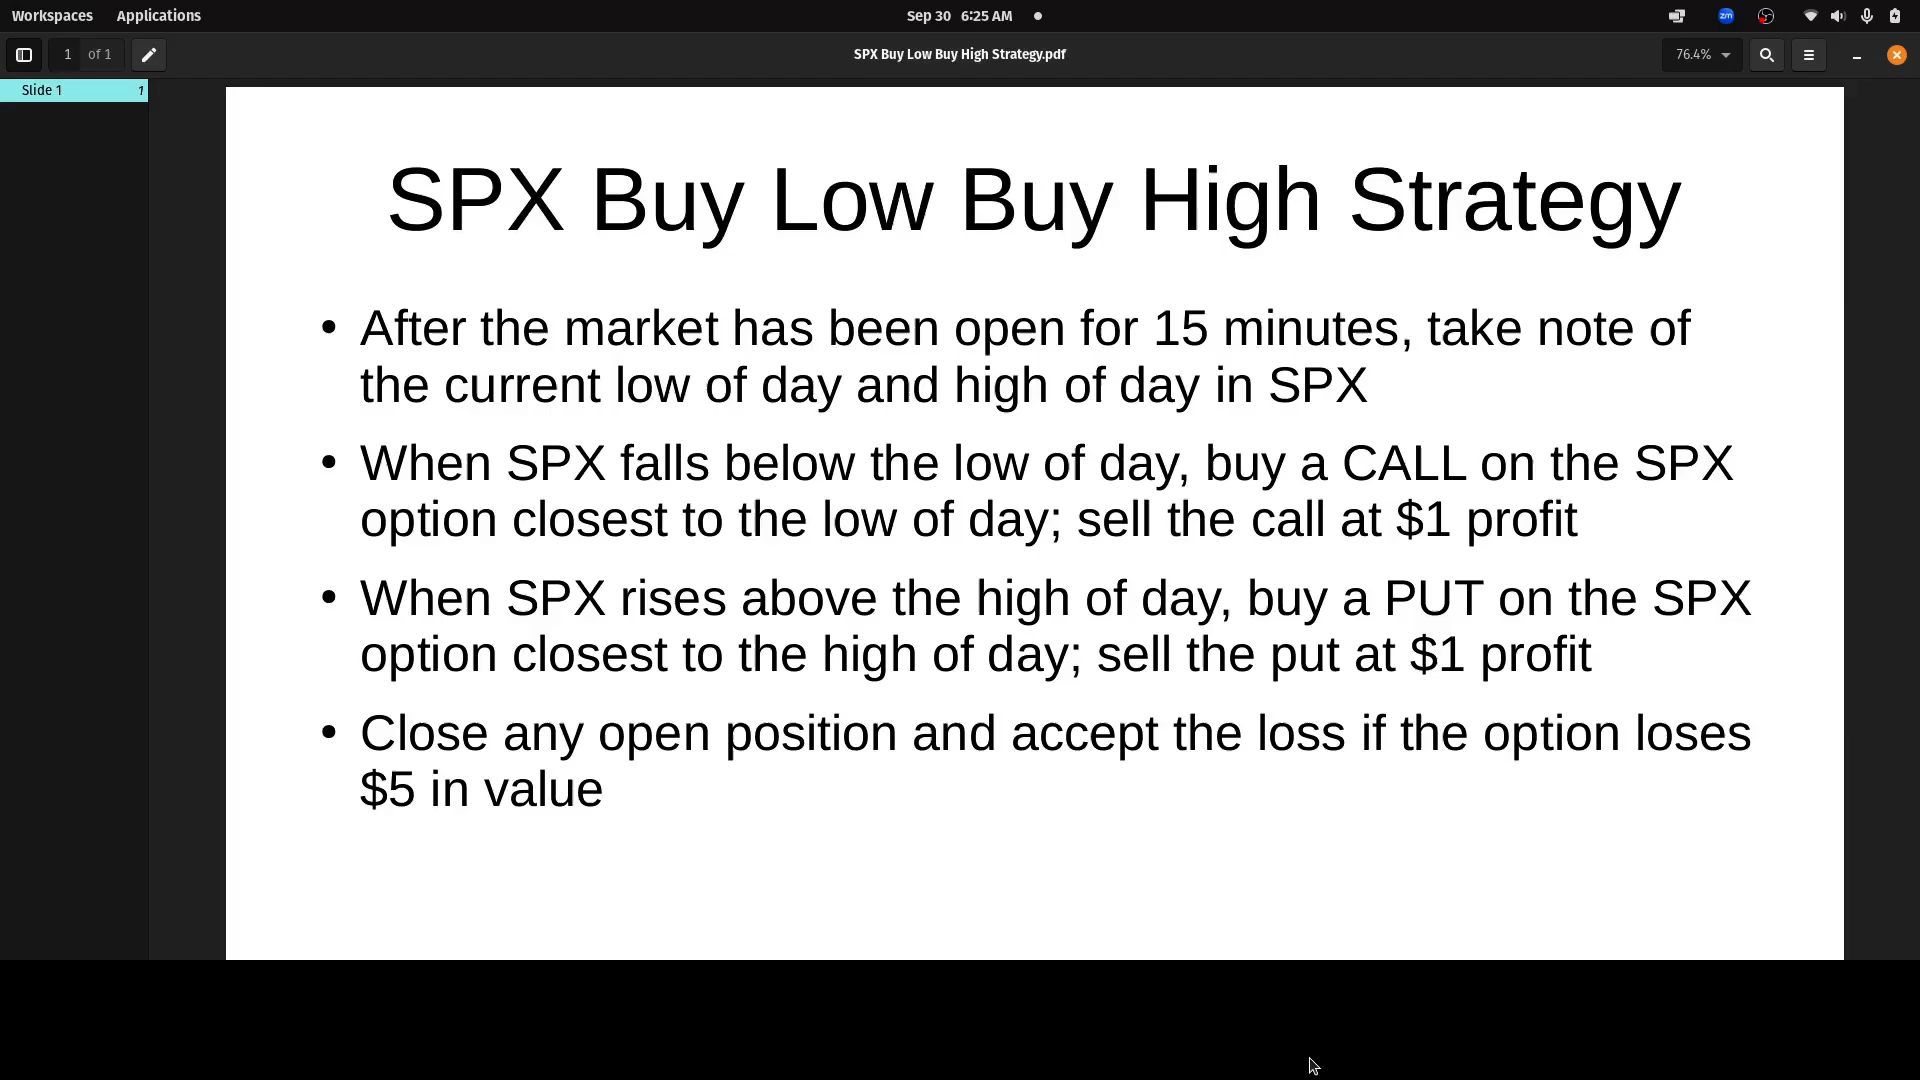 Workspaces Applications Sep 30 6:25 AM zm
1 of 1 SPX Buy Low Buy High Strategy.pdf 76.4%
Slide 1 1
SPX Buy Low Buy High Strategy
• After the market has been open for 15 minutes, take note of
the current low of day and high of day in SPX
• When SPX falls below the low of day, buy a CALL on the SPX
option closest to the low of day; sell the call at $1 profit
• When SPX rises above the high of day, buy a PUT on the SPX
option closest to the high of day; sell the put at $1 profit
• Close any open position and accept the loss if the option loses
$5 in value